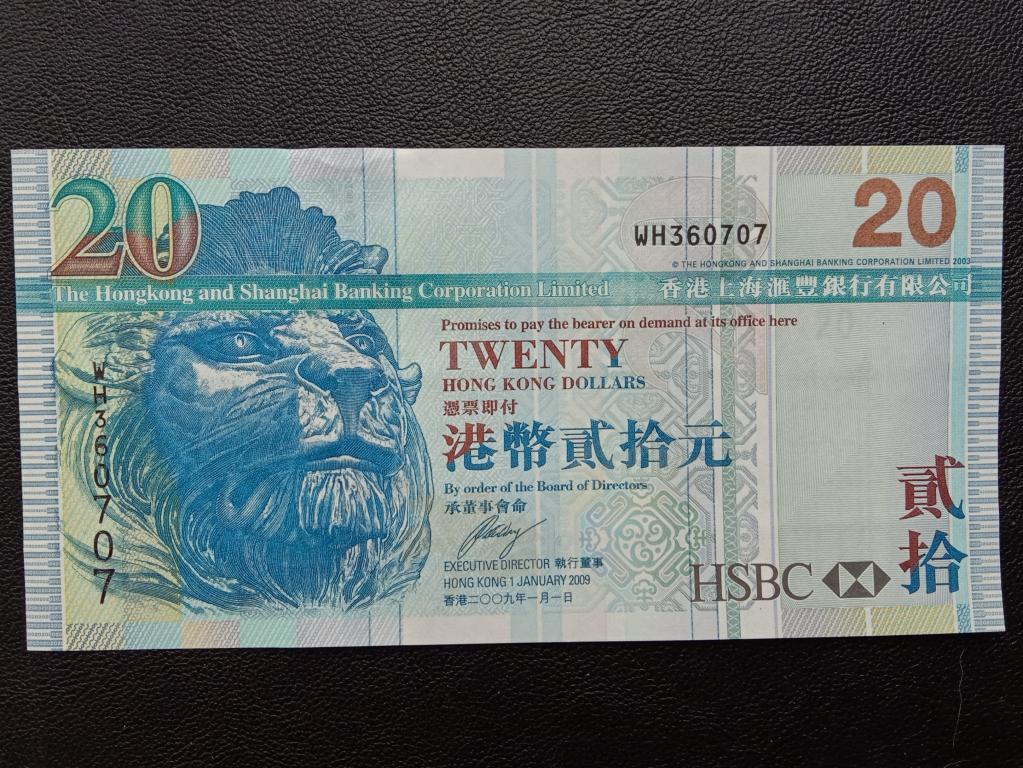 20
WH360707
20
© THE HONGKONG AND SHANGHAI BANKING CORPORATION LIMITED 2003
The Hongkong and Shanghai Banking Corporation Limited 香港上海滙豐銀行有限公司
Promises to pay the bearer on demand at its office here
TWENTY
HONG KONG DOLLARS
憑票即付
港幣貳拾元
By order of the Board of Directors
承董事會命
EXECUTIVE DIRECTOR 執行董事
HONG KONG 1 JANUARY 2009
香港二〇〇九年一月一日
WH360707
HSBC
貳拾